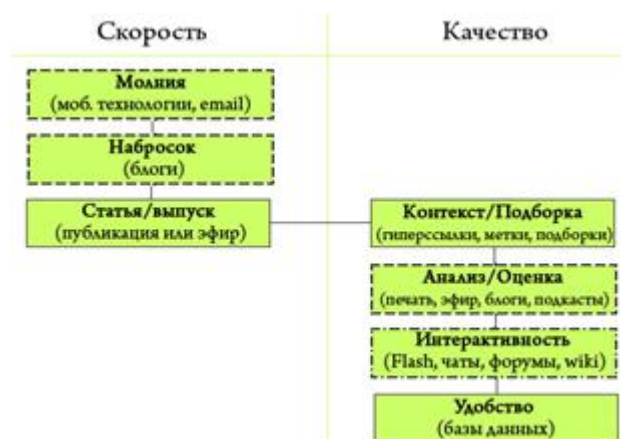 Скорость
Качество
Молния
(моб. технологии, email)
Набросок
(блоги)
Статья/выпуск
(публикация или эфир)
Контекст/Подборка
(гиперссылки, метки, подборки)
Анализ/Оценка
(печать, эфир, блоги, подкасты)
Интерактивность
(Flash, чаты, форумы, wiki)
Удобство
(базы данных)